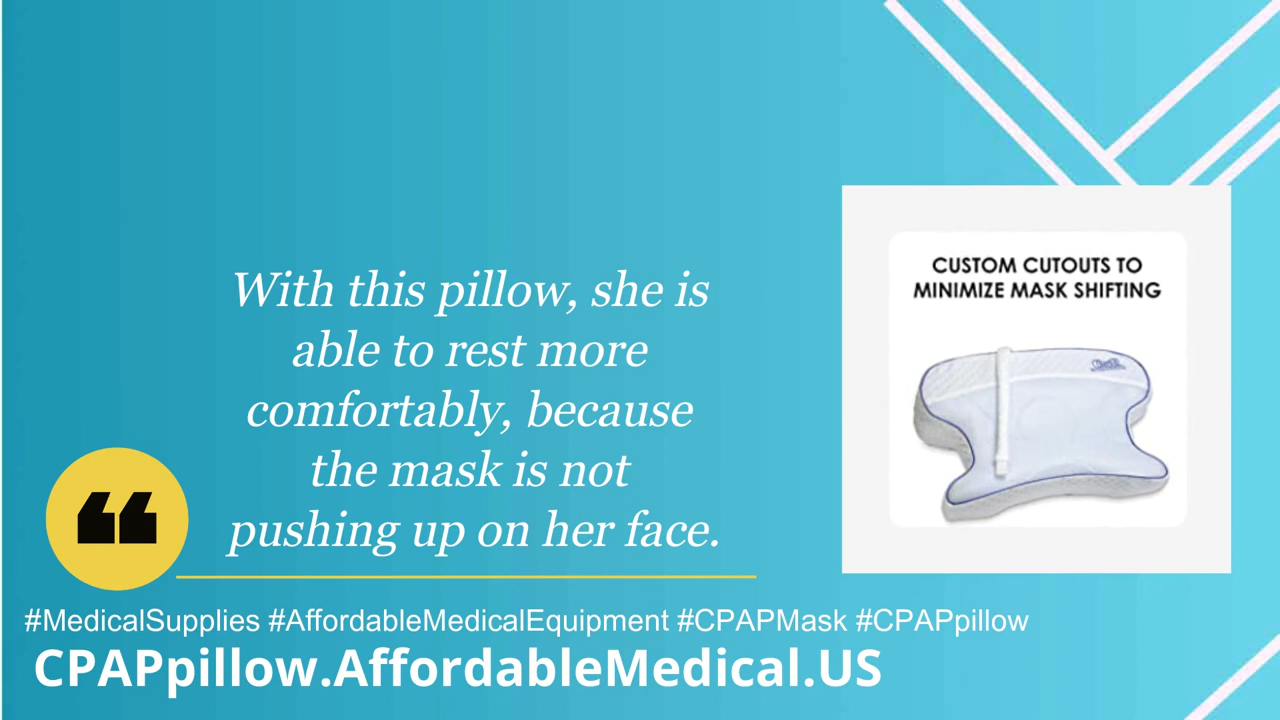 With this pillow, she is
able to rest more
comfortably, because
the mask is not
pushing up on her face.
CUSTOM CUTOUTS TO
MINIMIZE MASK SHIFTING
#MedicalSupplies #AffordableMedicalEquipment #CPAPMask #CPAPpillow
CPAPpillow.AffordableMedical.US